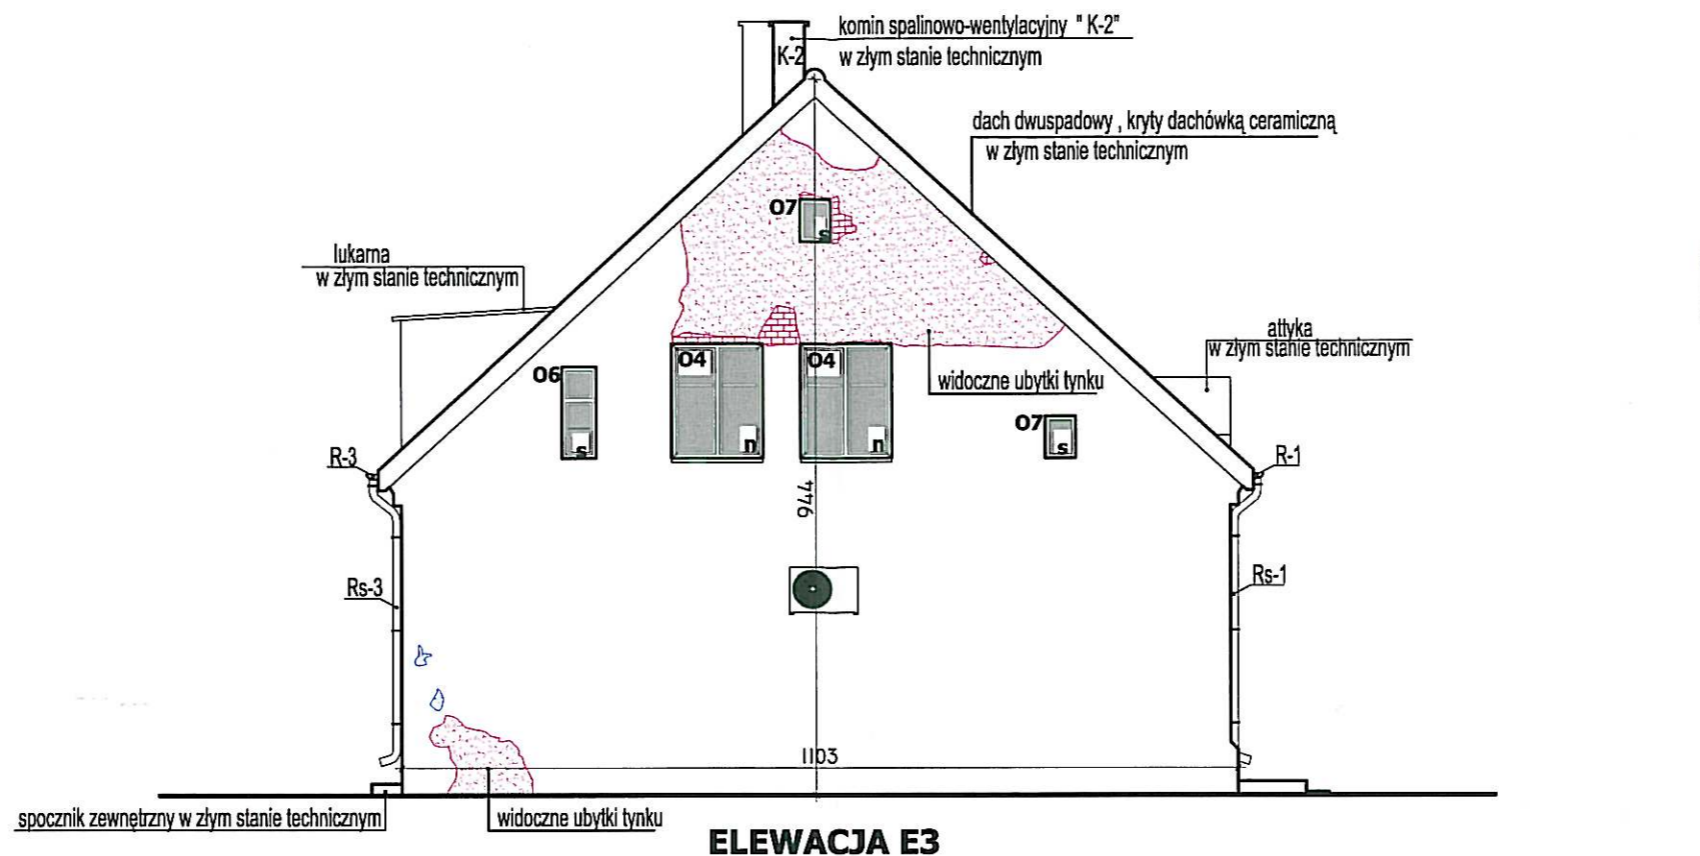 komin spalinowo-wentylacyjny " K-2"
w złym stanie technicznym
K-2
dach dwuspadowy , kryty dachówką ceramiczną
w złym stanie technicznym
O7
s
lukarna
w złym stanie technicznym
attyka
w złym stanie technicznym
O6
s
O4
n
O4
n
widoczne ubytki tynku
O7
s
R-3
R-1
944
Rs-3
Rs-1
1103
spocznik zewnętrzny w złym stanie technicznym
widoczne ubytki tynku
ELEWACJA E3